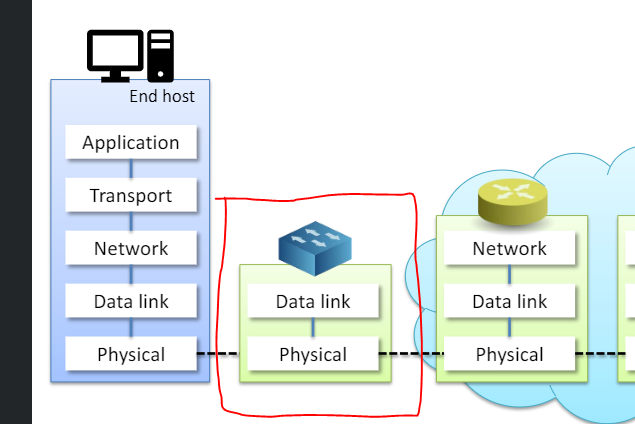 End host
Application
Transport
Network
Data link
Physical
Data link
Physical
Network
Data link
Physical